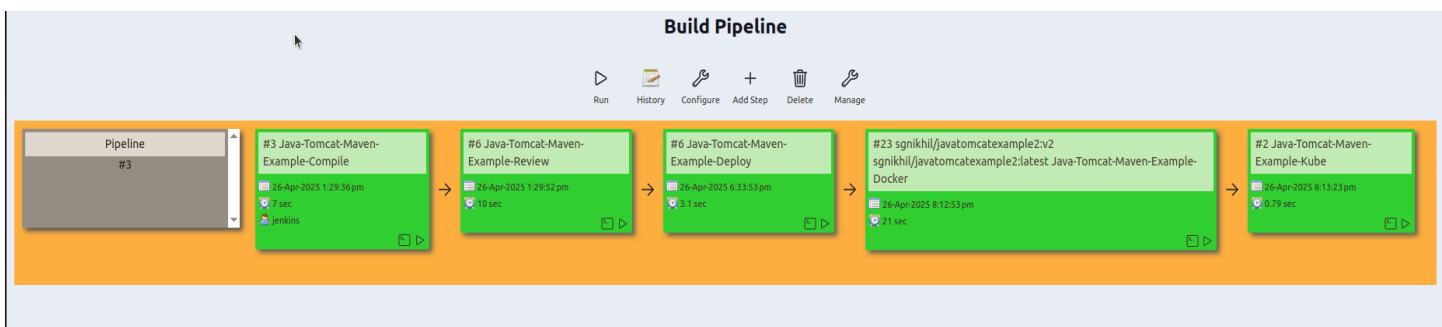 Build Pipeline
Run
History
Configure
Add Step
Delete
Manage
Pipeline
#3
#3 Java-Tomcat-Maven-
Example-Compile
26-Apr-2025 1:29:36 pm
7 sec
jenkins
#6 Java-Tomcat-Maven-
Example-Review
26-Apr-2025 1:29:52 pm
10 sec
#6 Java-Tomcat-Maven-
Example-Deploy
26-Apr-2025 6:33:53 pm
3.1 sec
#23 sgnikhil/javatomcatexample2:v2
sgnikhil/javatomcatexample2:latest Java-Tomcat-Maven-Example-
Docker
26-Apr-2025 8:12:53 pm
21 sec
#2 Java-Tomcat-Maven-
Example-Kube
26-Apr-2025 8:13:23 pm
0.79 sec